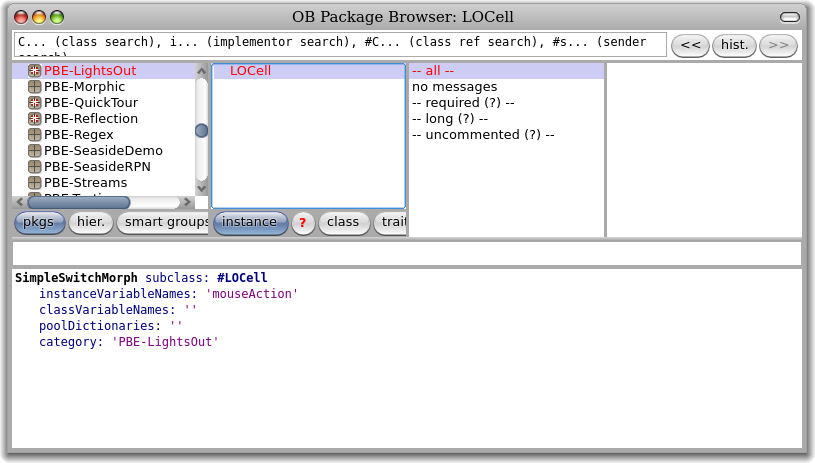 OB Package Browser: LOCell
C... (class search), i... (implementor search), #C... (class ref search), #s... (sender
<< hist. >>
PBE-LightsOut
PBE-Morphic
PBE-QuickTour
PBE-Reflection
PBE-Regex
PBE-SeasideDemo
PBE-SeasideRPN
PBE-Streams
LOCell
-- all --
no messages
-- required (?) --
-- long (?) --
-- uncommented (?) --
pkgs hier. smart groups
instance ? class trait
SimpleSwitchMorph subclass: #LOCell
instanceVariableNames: 'mouseAction'
classVariableNames: ''
poolDictionaries: ''
category: 'PBE-LightsOut'